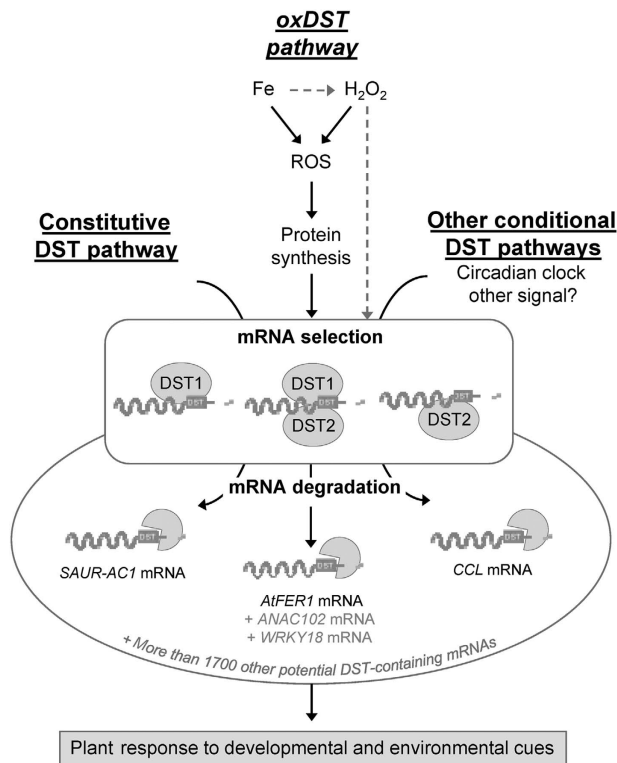 oxDST
pathway
Fe
H₂O₂
ROS
Constitutive
DST pathway
Protein
synthesis
Other conditional
DST pathways
Circadian clock
other signal?
mRNA selection
DST1
DST
DST1
DST
DST2
DST
DST2
mRNA degradation
DST
SAUR-AC1 mRNA
DST
AtFER1 mRNA
+ ANAC102 mRNA
+ WRKY18 mRNA
DST
CCL mRNA
+ More than 1700 other potential DST-containing mRNAs
Plant response to developmental and environmental cues